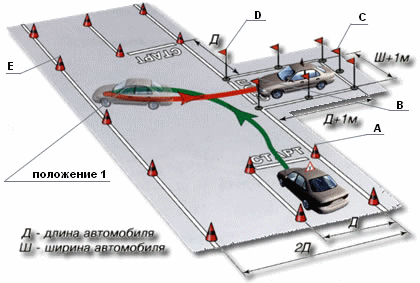 D
C
Д
E
СТАРТ
Ш+1м
B
Д+1м
A
положение 1
СТАРТ
Д
2Д
Д - длина автомобиля
Ш - ширина автомобиля